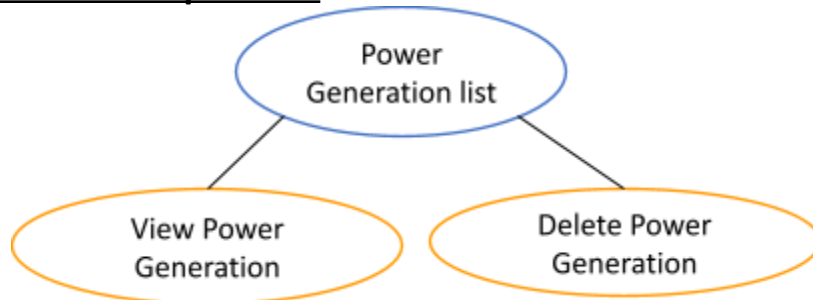 Power
Generation list
View Power
Generation
Delete Power
Generation